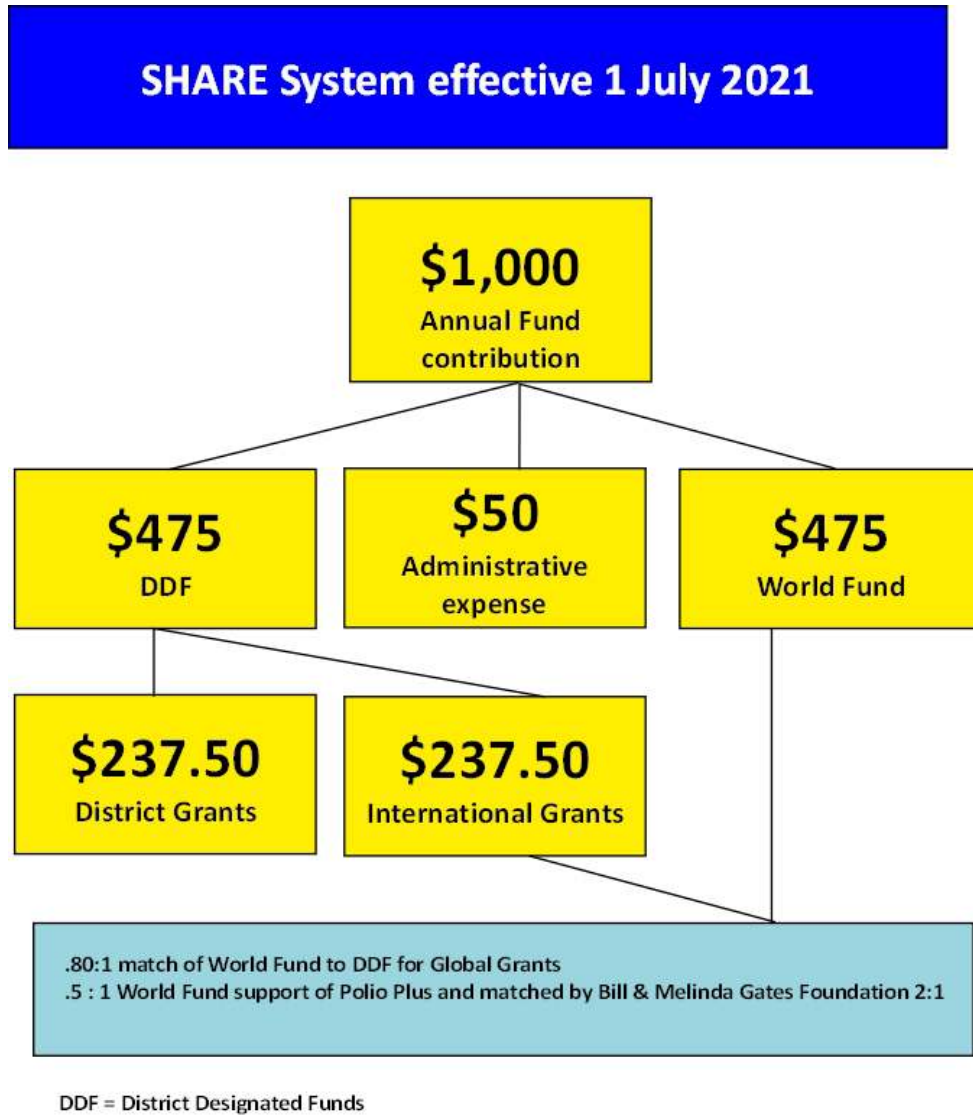 SHARE System effective 1 July 2021
$1,000
Annual Fund
contribution
$475
DDF
$50
Administrative
expense
$475
World Fund
$237.50
District Grants
$237.50
International Grants
.80:1 match of World Fund to DDF for Global Grants
.5 : 1 World Fund support of Polio Plus and matched by Bill & Melinda Gates Foundation 2:1
DDF = District Designated Funds